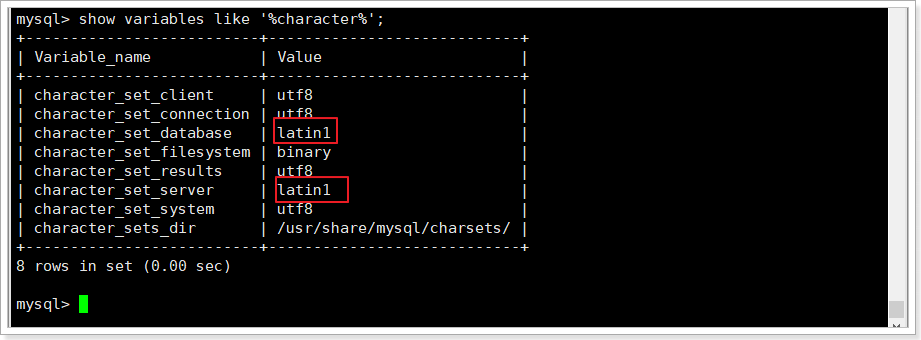 mysql> show variables like '%character%';
+--------------------------+----------------------------+
| Variable_name            | Value                      |
+--------------------------+----------------------------+
| character_set_client     | utf8                       |
| character_set_connection | utf8                       |
| character_set_database   | latin1                     |
| character_set_filesystem | binary                     |
| character_set_results    | utf8                       |
| character_set_server     | latin1                     |
| character_set_system     | utf8                       |
| character_sets_dir       | /usr/share/mysql/charsets/ |
+--------------------------+----------------------------+
8 rows in set (0.00 sec)
mysql>